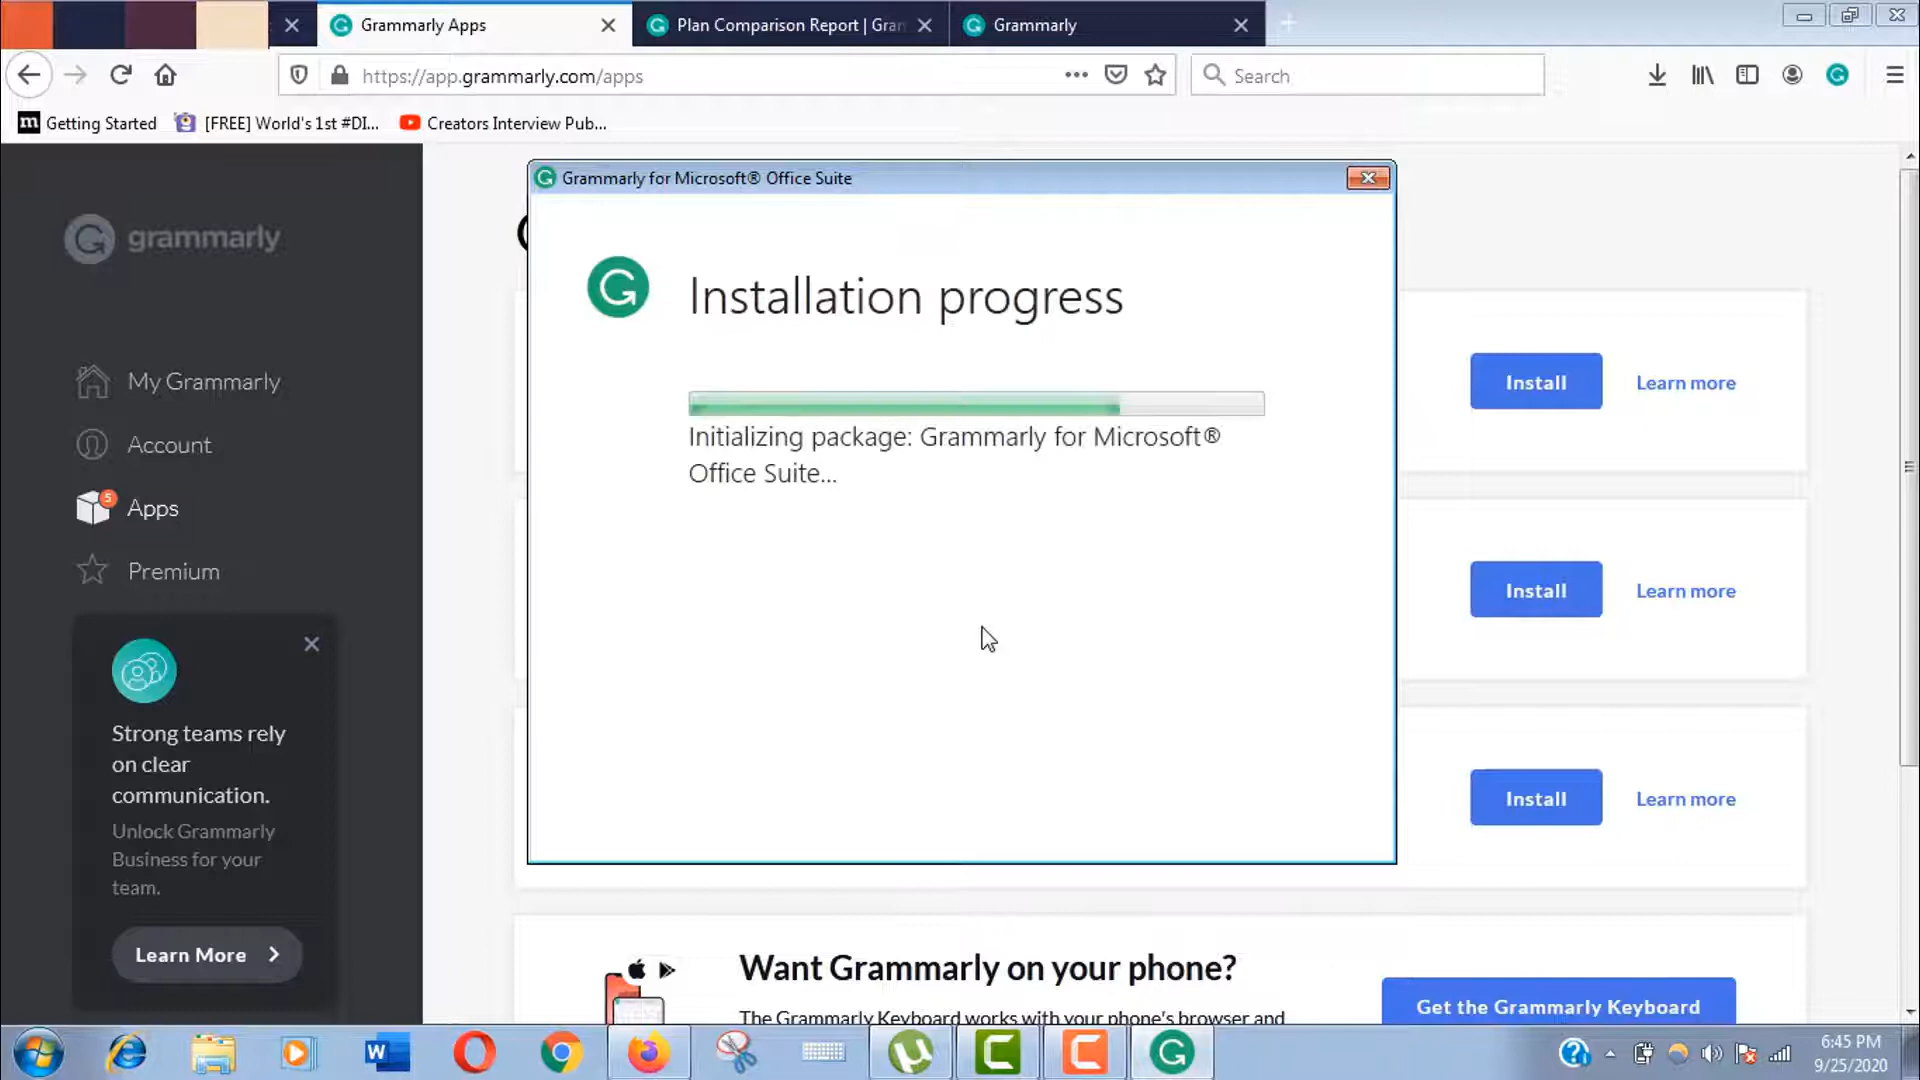 Grammarly Apps
Plan Comparison Report | Gra
Grammarly
https://app.grammarly.com/apps
Search
m Getting Started
[FREE] World's 1st #DI...
Creators Interview Pub...
Grammarly for Microsoft® Office Suite
grammarly
Installation progress
Initializing package: Grammarly for Microsoft®
Office Suite...
My Grammarly
Account
5
Apps
Premium
Install Learn more
Install Learn more
Install Learn more
Strong teams rely
on clear
communication.
Unlock Grammarly
Business for your
team.
Learn More
Want Grammarly on your phone?
The Grammarly Keyboard works with your phone's browser and
Get the Grammarly Keyboard
6:45 PM
9/25/2020